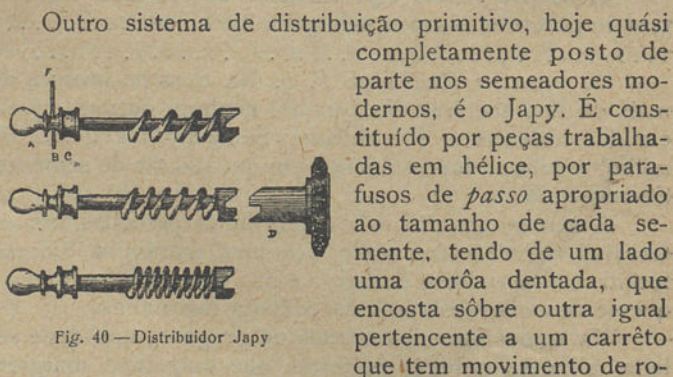 Outro sistema de distribuição primitivo, hoje quási
completamente posto de
parte nos semeadores mo-
dernos, é o Japy. É cons-
tituído por peças trabalha-
das em hélice, por para-
fusos de passo apropriado
ao tamanho de cada se-
mente, tendo de um lado
uma corôa dentada, que
encosta sôbre outra igual
pertencente a um carrêto
que tem movimento de ro-
F
A
B C
D
Fig. 40 — Distribuidor Japy